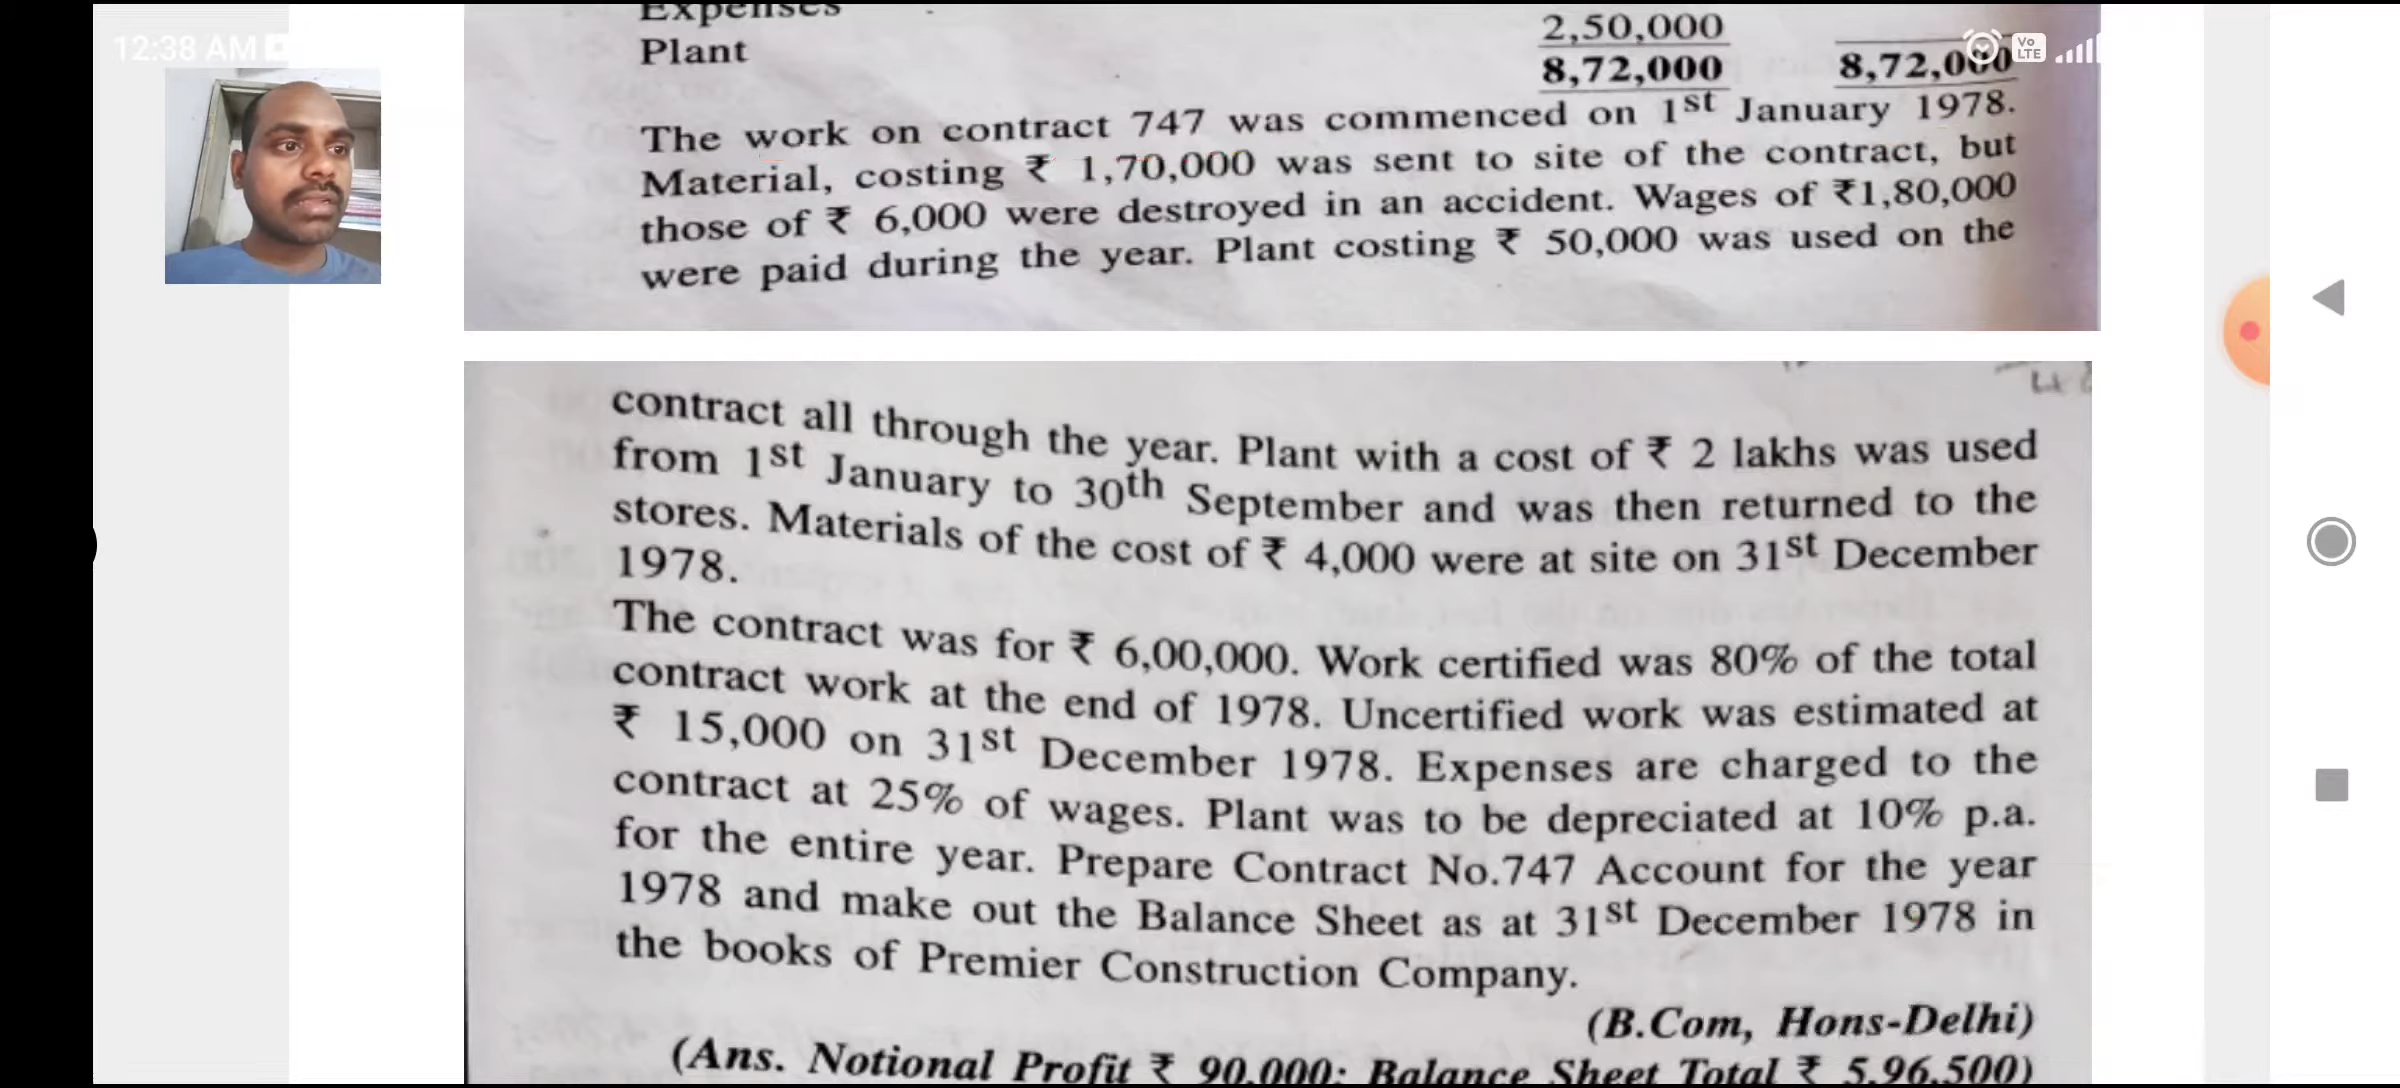 Expenses
2,50,000
12:38 AM
Plant
Vo
LTE
8,72,000 8,72,000
The work on contract 747 was commenced on 1st January 1978.
Material, costing ₹ 1,70,000 was sent to site of the contract, but
those of ₹ 6,000 were destroyed in an accident. Wages of ₹1,80,000
were paid during the year. Plant costing ₹ 50,000 was used on the
contract all through the year. Plant with a cost of ₹ 2 lakhs was used
from 1st January to 30th September and was then returned to the
stores. Materials of the cost of ₹ 4,000 were at site on 31st December
1978.
The contract was for ₹ 6,00,000. Work certified was 80% of the total
contract work at the end of 1978. Uncertified work was estimated at
₹ 15,000 on 31st December 1978. Expenses are charged to the
contract at 25% of wages. Plant was to be depreciated at 10% p.a.
for the entire year. Prepare Contract No.747 Account for the year
1978 and make out the Balance Sheet as at 31st December 1978 in
the books of Premier Construction Company.
(B.Com, Hons-Delhi)
(Ans. Notional Profit ₹ 90,000; Balance Sheet Total ₹ 5,96,500)